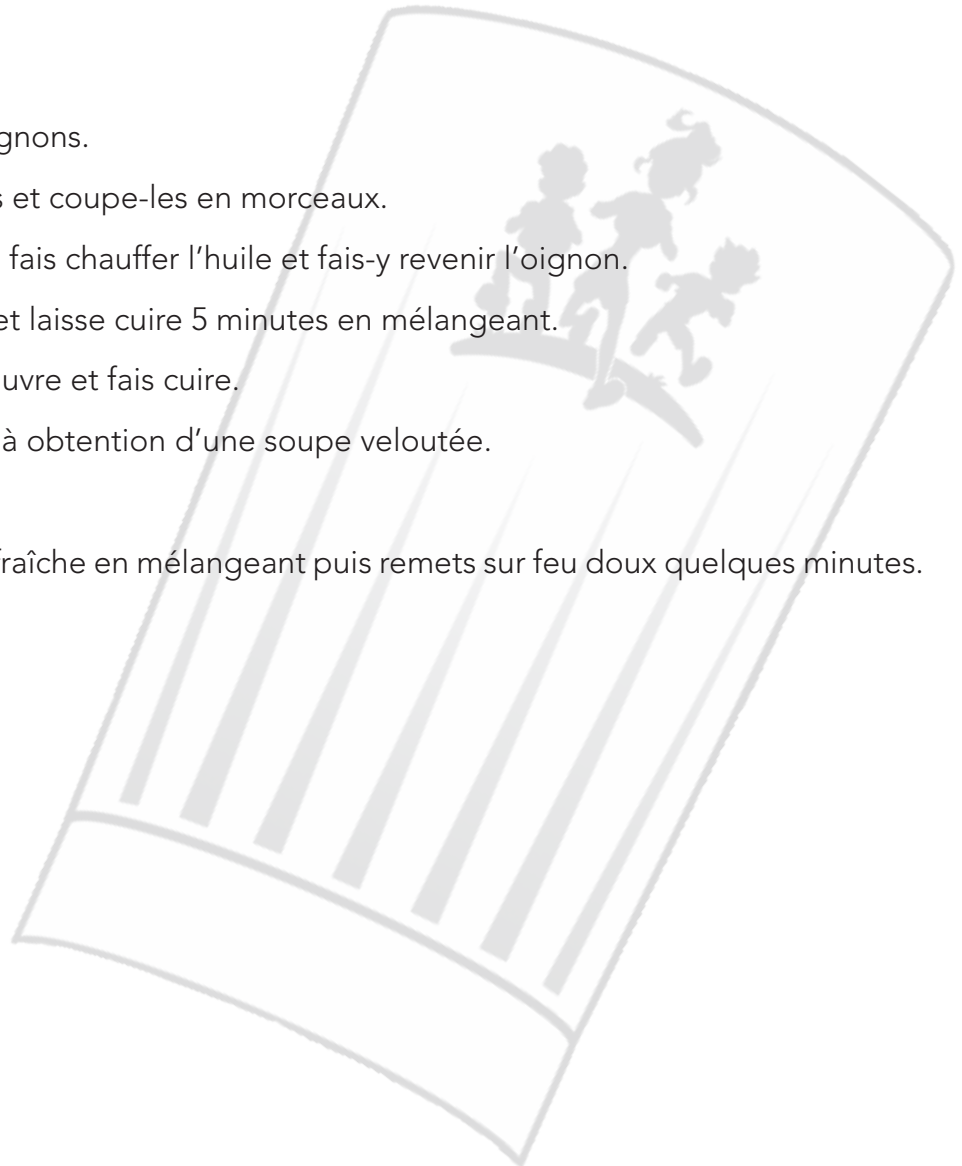 gnons.
s et coupe-les en morceaux.
fais chauffer l’huile et fais-y revenir l’oignon.
et laisse cuire 5 minutes en mélangeant.
uvre et fais cuire.
à obtention d’une soupe veloutée.
fraîche en mélangeant puis remets sur feu doux quelques minutes.